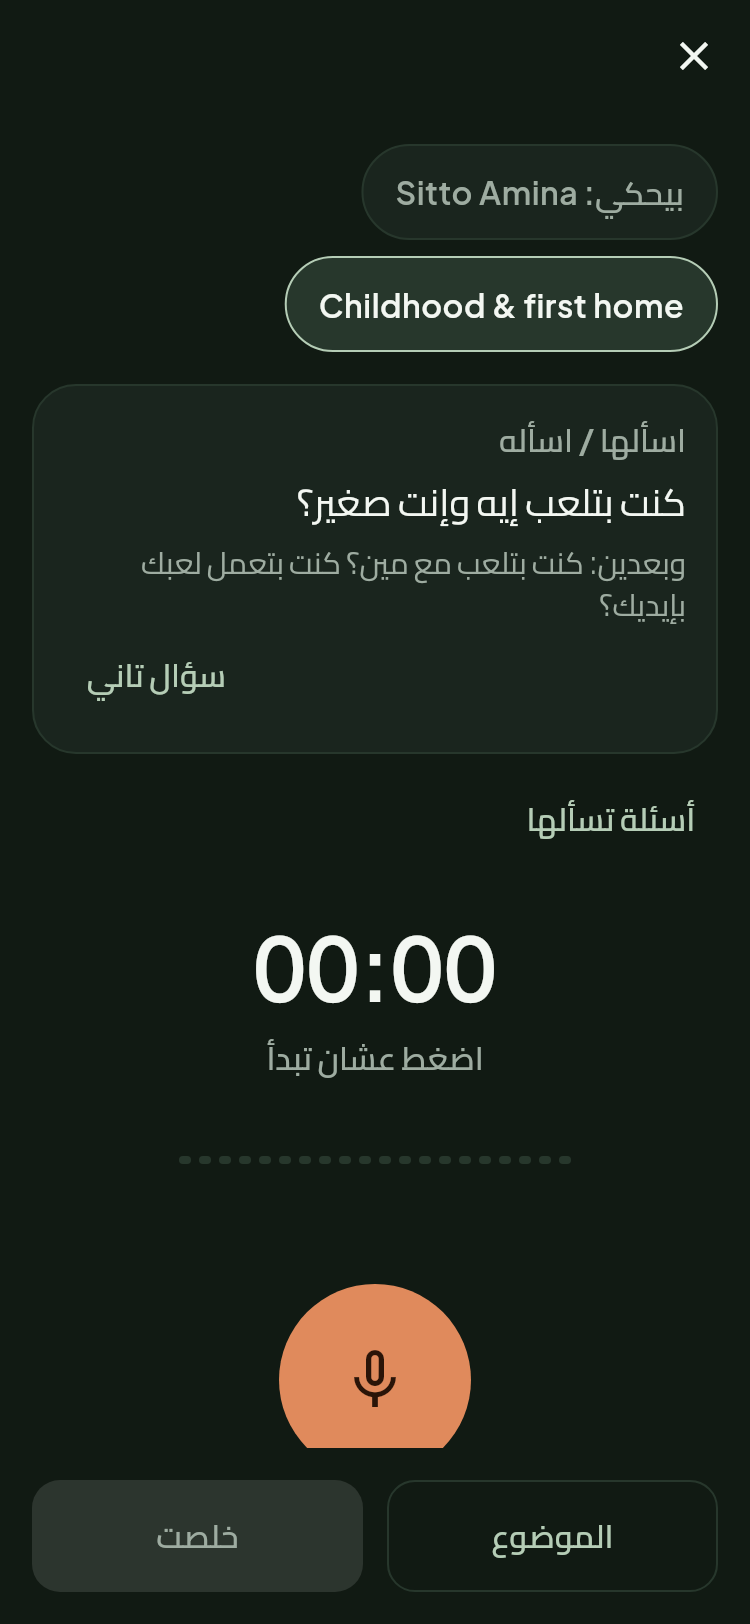 بيحكي: Sitto Amina
Childhood & first home
اسألها / اسأله
كنت بتلعب إيه وإنت صغير؟
وبعدين: كنت بتلعب مع مين؟ كنت بتعمل لعبك
بإيديك؟
سؤال تاني
أسئلة تسألها
00:00
اضغط عشان تبدأ
الموضوع
خلصت